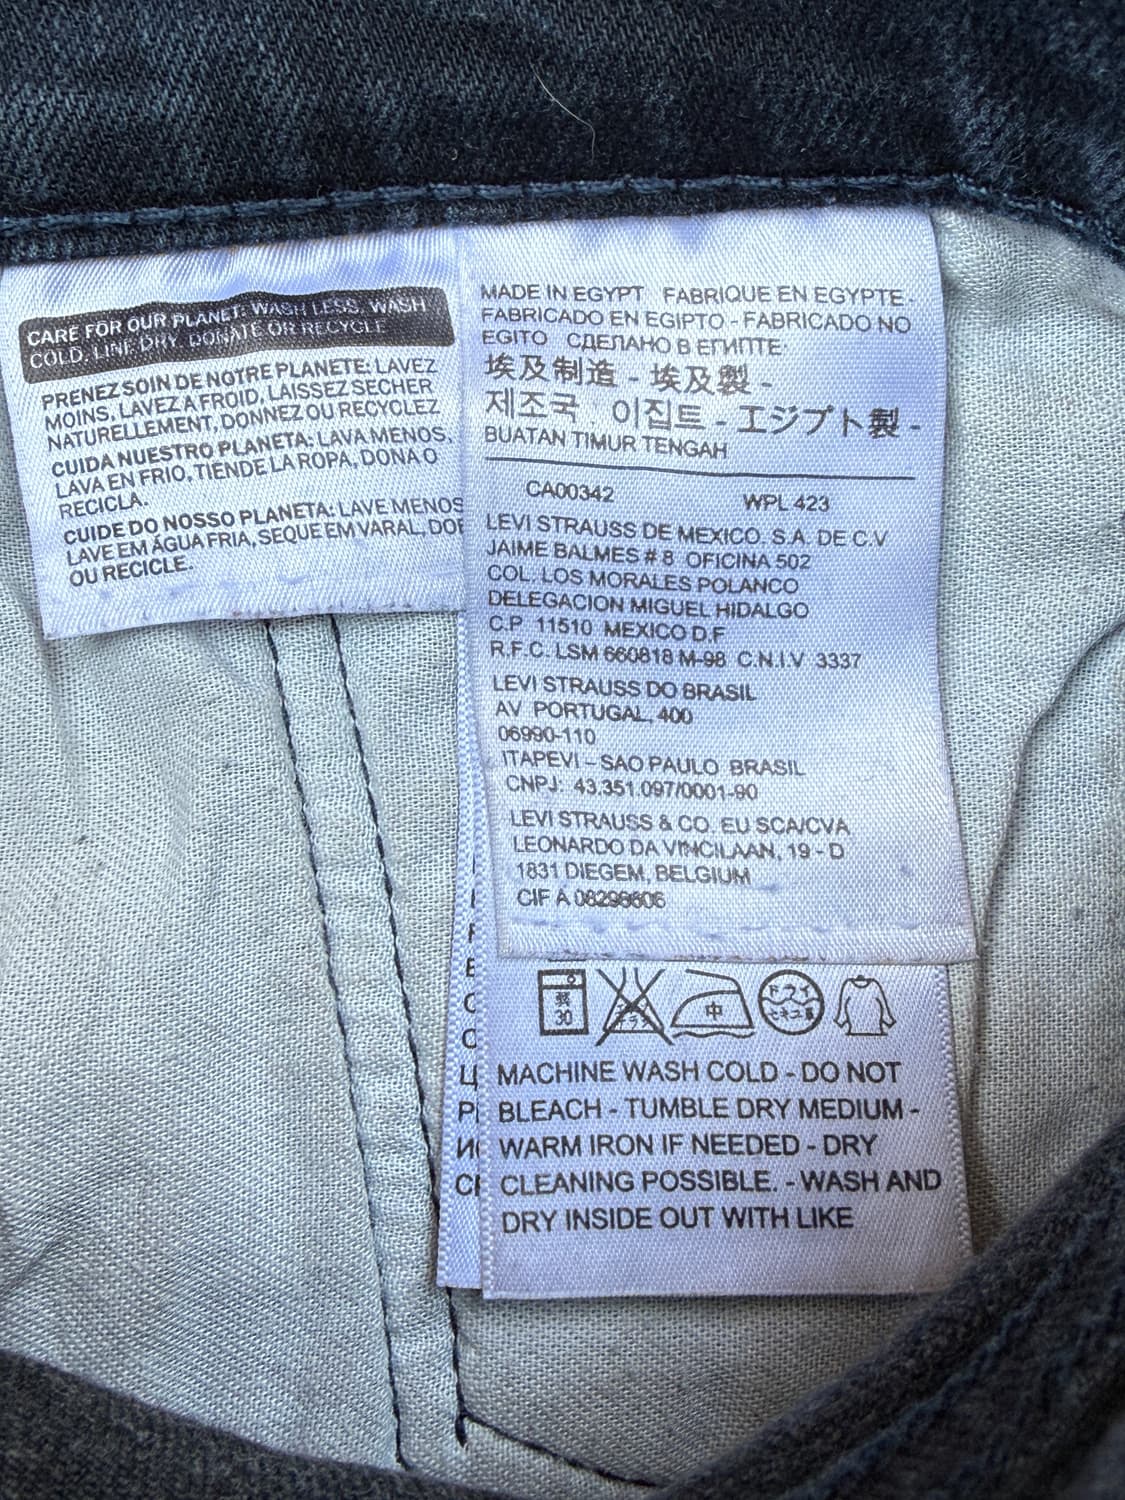 CARE FOR OUR PLANET: WASH LESS, WASH
COLD, LINE DRY, DONATE OR RECYCLE
PRENEZ SOIN DE NOTRE PLANETE: LAVEZ
MOINS, LAVEZ A FROID, LAISSEZ SECHER
NATURELLEMENT, DONNEZ OU RECYCLEZ
CUIDA NUESTRO PLANETA: LAVA MENOS,
LAVA EN FRIO, TIENDE LA ROPA, DONA O
RECICLA.
CUIDE DO NOSSO PLANETA: LAVE MENOS
LAVE EM ÁGUA FRIA, SEQUE EM VARAL,
OU RECICLE.
MADE IN EGYPT FABRIQUE EN EGYPTE -
FABRICADO EN EGIPTO - FABRICADO NO
EGITO СДЕЛАНО В ЕГИПТЕ
埃及制造 - 埃及製 -
제조국 : 이집트 - エジプト製 -
BUATAN TIMUR TENGAH
CA00342 WPL 423
LEVI STRAUSS DE MEXICO. S.A. DE C.V
JAIME BALMES # 8 OFICINA 502
COL. LOS MORALES POLANCO
DELEGACION MIGUEL HIDALGO
C.P 11510 MEXICO D.F
R.F.C. LSM 660818 M-98 C.N.I.V 3337
LEVI STRAUSS DO BRASIL
AV PORTUGAL, 400
06990-110
ITAPEVI – SAO PAULO BRASIL
CNPJ: 43.351.097/0001-90
LEVI STRAUSS & CO. EU SCA/CVA
LEONARDO DA VINCILAAN, 19 - D
1831 DIEGEM, BELGIUM
CIF A 08298606
30
中
ドライ
セキユ系
MACHINE WASH COLD - DO NOT
BLEACH - TUMBLE DRY MEDIUM -
WARM IRON IF NEEDED - DRY
CLEANING POSSIBLE. - WASH AND
DRY INSIDE OUT WITH LIKE